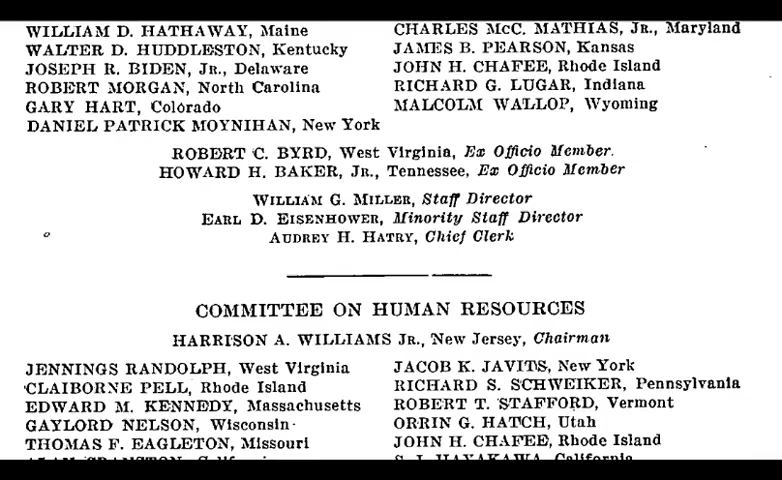 WILLIAM D. HATHAWAY, Maine
WALTER D. HUDDLESTON, Kentucky
JOSEPH R. BIDEN, JR., Delaware
ROBERT MORGAN, North Carolina
GARY HART, Colorado
DANIEL PATRICK MOYNIHAN, New York
CHARLES McC. MATHIAS, JR., Maryland
JAMES B. PEARSON, Kansas
JOHN H. CHAFEE, Rhode Island
RICHARD G. LUGAR, Indiana
MALCOLM WALLOP, Wyoming
ROBERT C. BYRD, West Virginia, Ex Officio Member.
HOWARD H. BAKER, JR., Tennessee, Ex Officio Member
WILLIAM G. MILLER, Staff Director
EARL D. EISENHOWER, Minority Staff Director
AUDREY H. HATRY, Chief Clerk
COMMITTEE ON HUMAN RESOURCES
HARRISON A. WILLIAMS JR., New Jersey, Chairman
JENNINGS RANDOLPH, West Virginia
CLAIBORNE PELL, Rhode Island
EDWARD M. KENNEDY, Massachusetts
GAYLORD NELSON, Wisconsin
THOMAS F. EAGLETON, Missouri
ALAN CRANSTON, California
JACOB K. JAVITS, New York
RICHARD S. SCHWEIKER, Pennsylvania
ROBERT T. STAFFORD, Vermont
ORRIN G. HATCH, Utah
JOHN H. CHAFEE, Rhode Island
S. I. HAYAKAWA, California